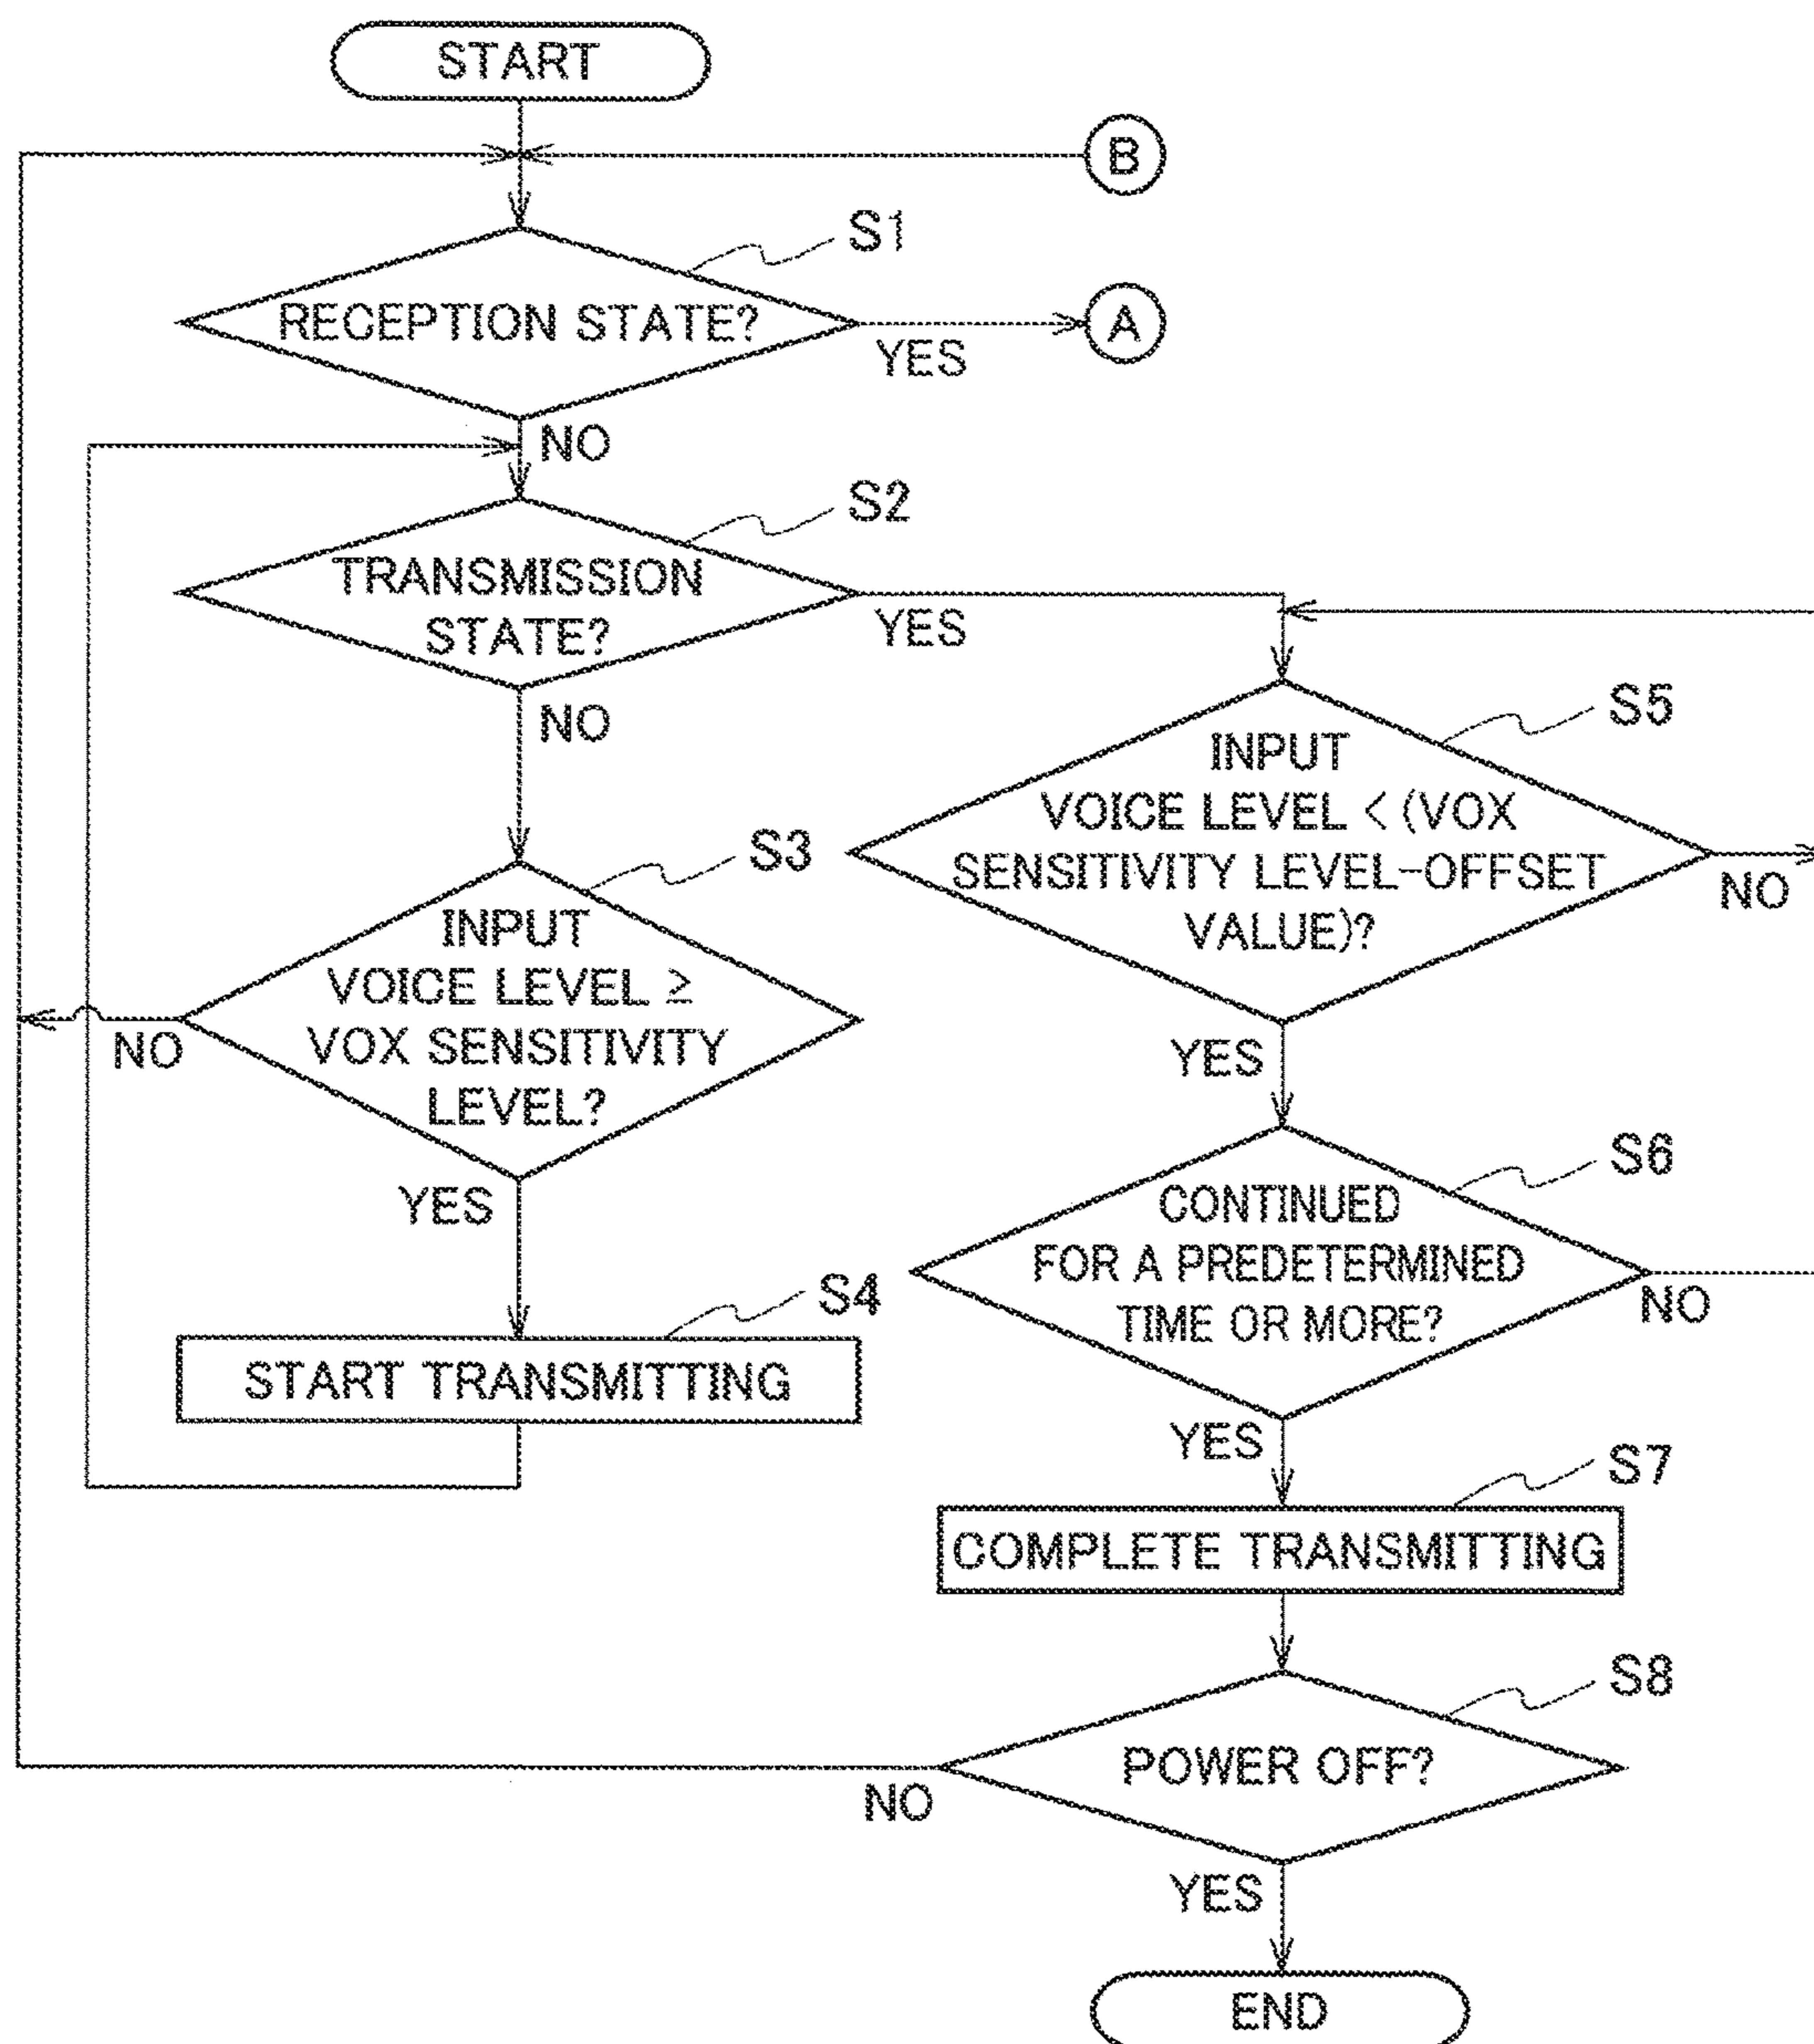 START
B
S1
RECEPTION STATE?
A
YES
NO
S2
TRANSMISSION
STATE?
YES
NO
S3
INPUT
VOICE LEVEL ≥
VOX SENSITIVITY
LEVEL?
NO
YES
S4
START TRANSMITTING
S5
INPUT
VOICE LEVEL < (VOX
SENSITIVITY LEVEL-OFFSET
VALUE)?
NO
YES
S6
CONTINUED
FOR A PREDETERMINED
TIME OR MORE?
NO
YES
S7
COMPLETE TRANSMITTING
S8
POWER OFF?
NO
YES
END